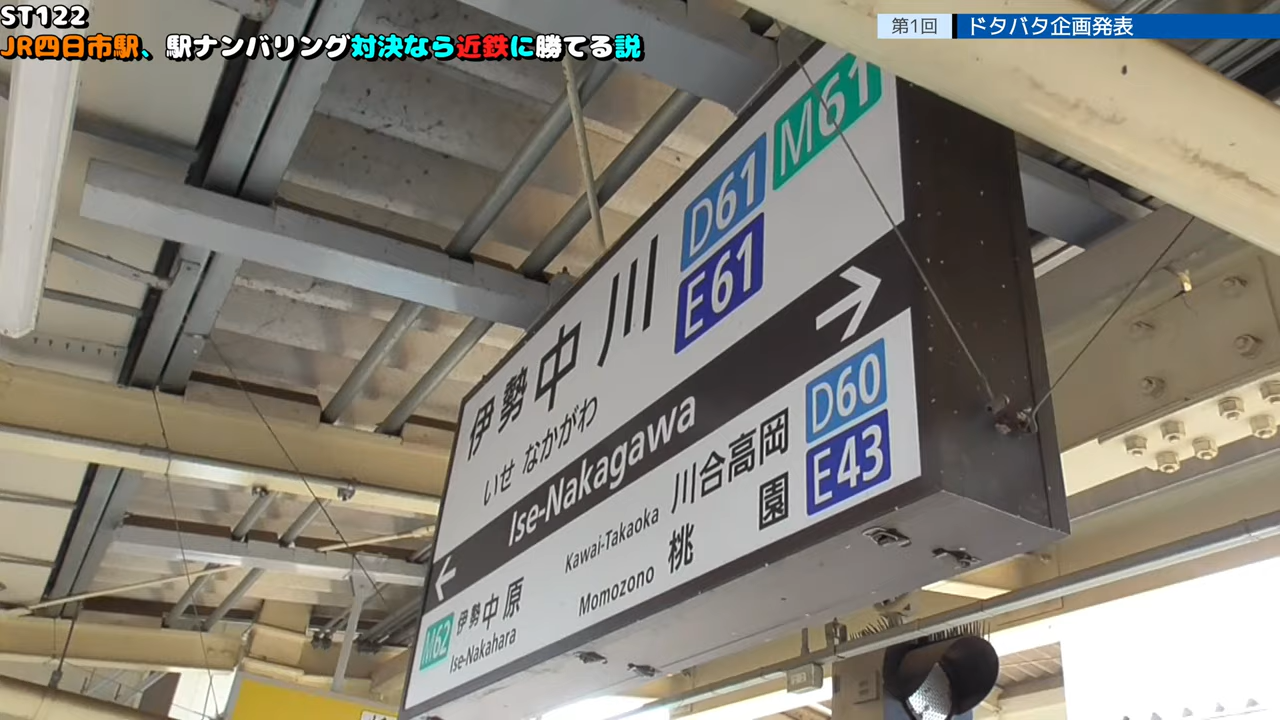 ST122
JR四日市駅、駅ナンバリング対決なら近鉄に勝てる説
第1回
ドタバタ企画発表
伊勢中川
いせ なかがわ
D61
M61
E61
← Ise-Nakagawa →
M62
伊勢中原
Ise-Nakahara
Kawai-Takaoka
川合高岡
D60
Momozono
桃園
E43